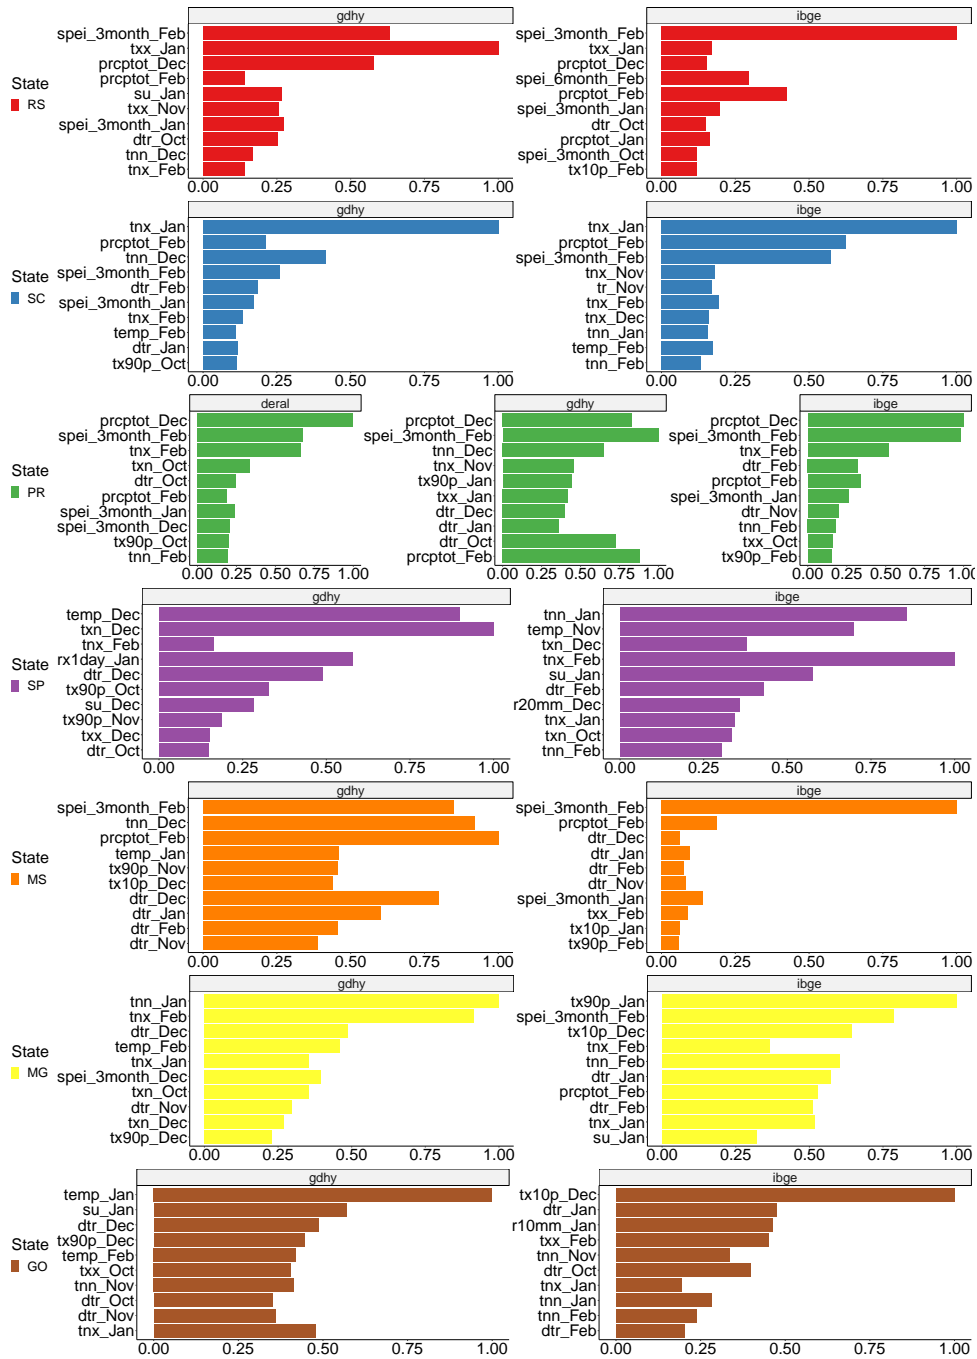 gdhy
ibge
State
RS
spei_3month_Feb
txx_Jan
prcptot_Dec
prcptot_Feb
su_Jan
txx_Nov
spei_3month_Jan
dtr_Oct
tnn_Dec
tnx_Feb
0.00 0.25 0.50 0.75 1.00
spei_3month_Feb
txx_Jan
prcptot_Dec
spei_6month_Feb
prcptot_Feb
spei_3month_Jan
dtr_Oct
prcptot_Jan
spei_3month_Oct
tx10p_Feb
0.00 0.25 0.50 0.75 1.00
gdhy
ibge
State
SC
tnx_Jan
prcptot_Feb
tnn_Dec
spei_3month_Feb
dtr_Feb
spei_3month_Jan
tnx_Feb
temp_Feb
dtr_Jan
tx90p_Oct
0.00 0.25 0.50 0.75 1.00
tnx_Jan
prcptot_Feb
spei_3month_Feb
tnx_Nov
tr_Nov
tnx_Feb
tnx_Dec
tnn_Jan
temp_Feb
tnn_Feb
0.00 0.25 0.50 0.75 1.00
deral
gdhy
ibge
State
PR
prcptot_Dec
spei_3month_Feb
tnx_Feb
txn_Oct
dtr_Oct
prcptot_Feb
spei_3month_Jan
spei_3month_Dec
tx90p_Oct
tnn_Feb
0.00 0.25 0.50 0.75 1.00
prcptot_Dec
spei_3month_Feb
tnn_Dec
tnx_Nov
tx90p_Jan
txx_Jan
dtr_Dec
dtr_Jan
dtr_Oct
prcptot_Feb
0.00 0.25 0.50 0.75 1.00
prcptot_Dec
spei_3month_Feb
tnx_Feb
dtr_Feb
prcptot_Feb
spei_3month_Jan
dtr_Nov
tnn_Feb
txx_Oct
tx90p_Feb
0.00 0.25 0.50 0.75 1.00
gdhy
ibge
State
SP
temp_Dec
txn_Dec
tnx_Feb
rx1day_Jan
dtr_Dec
tx90p_Oct
su_Dec
tx90p_Nov
txx_Dec
dtr_Oct
0.00 0.25 0.50 0.75 1.00
tnn_Jan
temp_Nov
txn_Dec
tnx_Feb
su_Jan
dtr_Feb
r20mm_Dec
tnx_Jan
txn_Oct
tnn_Feb
0.00 0.25 0.50 0.75 1.00
gdhy
ibge
State
MS
spei_3month_Feb
tnn_Dec
prcptot_Feb
temp_Jan
tx90p_Nov
tx10p_Dec
dtr_Dec
dtr_Jan
dtr_Feb
dtr_Nov
0.00 0.25 0.50 0.75 1.00
spei_3month_Feb
prcptot_Feb
dtr_Dec
dtr_Jan
dtr_Feb
dtr_Nov
spei_3month_Jan
txx_Feb
tx10p_Jan
tx90p_Feb
0.00 0.25 0.50 0.75 1.00
gdhy
ibge
State
MG
tnn_Jan
tnx_Feb
dtr_Dec
temp_Feb
tnx_Jan
spei_3month_Dec
txn_Oct
dtr_Nov
txn_Dec
tx90p_Dec
0.00 0.25 0.50 0.75 1.00
tx90p_Jan
spei_3month_Feb
tx10p_Dec
tnx_Feb
tnn_Feb
dtr_Jan
prcptot_Feb
dtr_Feb
tnx_Jan
su_Jan
0.00 0.25 0.50 0.75 1.00
gdhy
ibge
State
GO
temp_Jan
su_Jan
dtr_Dec
tx90p_Dec
temp_Feb
txx_Oct
tnn_Nov
dtr_Oct
dtr_Nov
tnx_Jan
0.00 0.25 0.50 0.75 1.00
tx10p_Dec
dtr_Jan
r10mm_Jan
txx_Feb
tnn_Nov
dtr_Oct
tnx_Jan
tnn_Jan
tnn_Feb
dtr_Feb
0.00 0.25 0.50 0.75 1.00